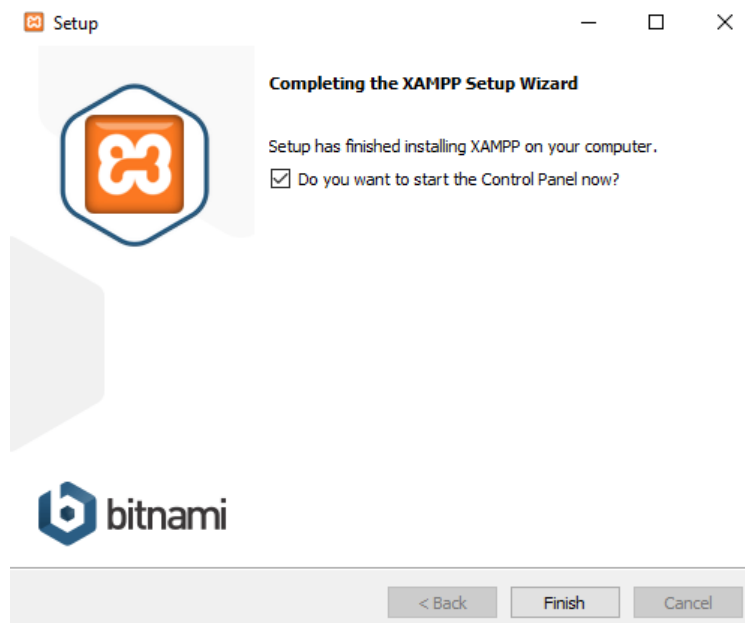 Setup
Completing the XAMPP Setup Wizard
Setup has finished installing XAMPP on your computer.
Do you want to start the Control Panel now?
bitnami
< Back
Finish
Cancel